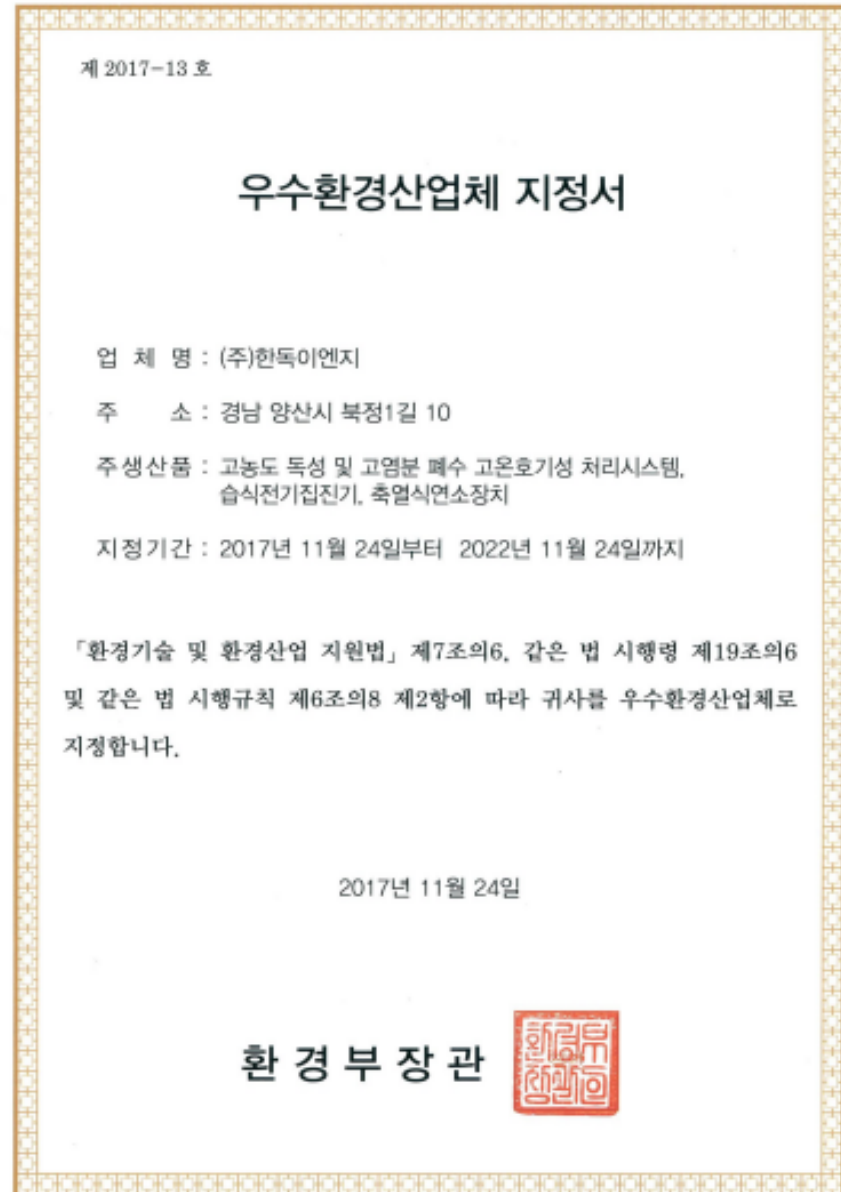 제 2017-13 호
우수환경산업체 지정서
업 체 명 : (주)한독이엔지
주 소 : 경남 양산시 북정1길 10
주생산품 : 고농도 독성 및 고염분 폐수 고온호기성 처리시스템,
습식전기집진기, 축열식연소장치
지정기간 : 2017년 11월 24일부터 2022년 11월 24일까지
「환경기술 및 환경산업 지원법」 제7조의6, 같은 법 시행령 제19조의6
및 같은 법 시행규칙 제6조의8 제2항에 따라 귀사를 우수환경산업체로
지정합니다.
2017년 11월 24일
환경부장관